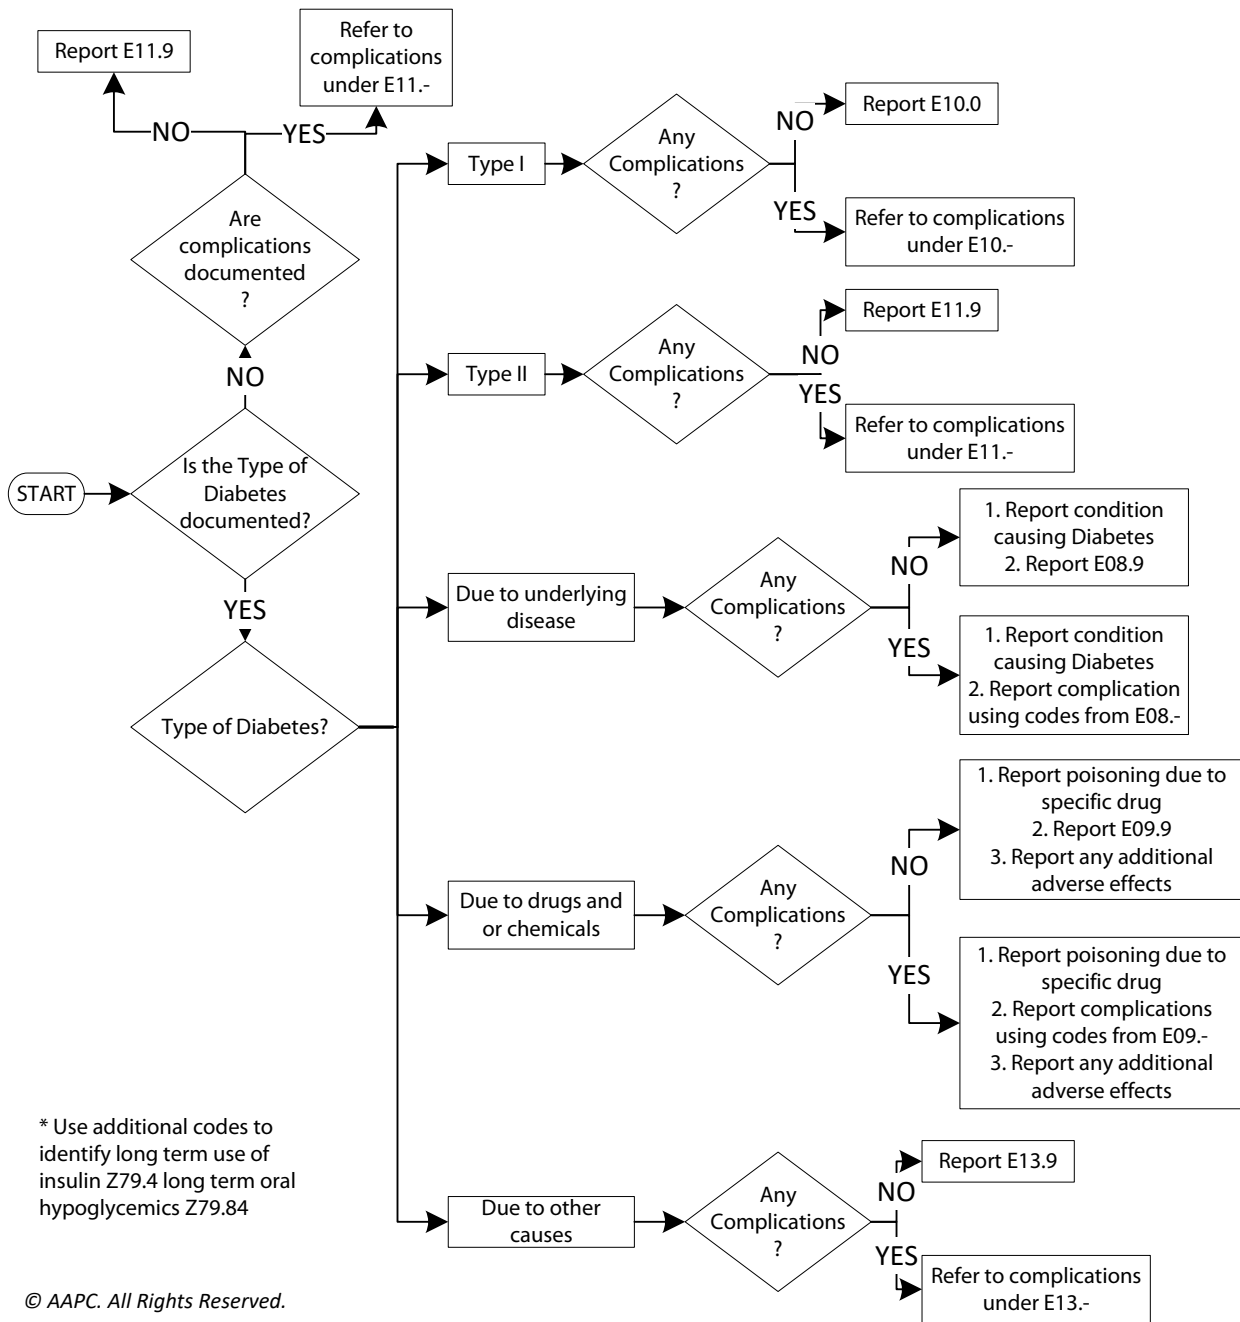 Report E11.9
Refer to
complications
under E11.-
NO
YES
Are
complications
documented
?
NO
START
Is the Type of
Diabetes
documented?
YES
Type of Diabetes?
Type I
Any
Complications
?
NO
Report E10.0
YES
Refer to complications
under E10.-
Type II
Any
Complications
?
NO
Report E11.9
YES
Refer to complications
under E11.-
Due to underlying
disease
Any
Complications
?
NO
1. Report condition
causing Diabetes
2. Report E08.9
YES
1. Report condition
causing Diabetes
2. Report complication
using codes from E08.-
Due to drugs and
or chemicals
Any
Complications
?
NO
1. Report poisoning due to
specific drug
2. Report E09.9
3. Report any additional
adverse effects
YES
1. Report poisoning due to
specific drug
2. Report complications
using codes from E09.-
3. Report any additional
adverse effects
Due to other
causes
Any
Complications
?
NO
Report E13.9
YES
Refer to complications
under E13.-
* Use additional codes to
identify long term use of
insulin Z79.4 long term oral
hypoglycemics Z79.84
© AAPC. All Rights Reserved.